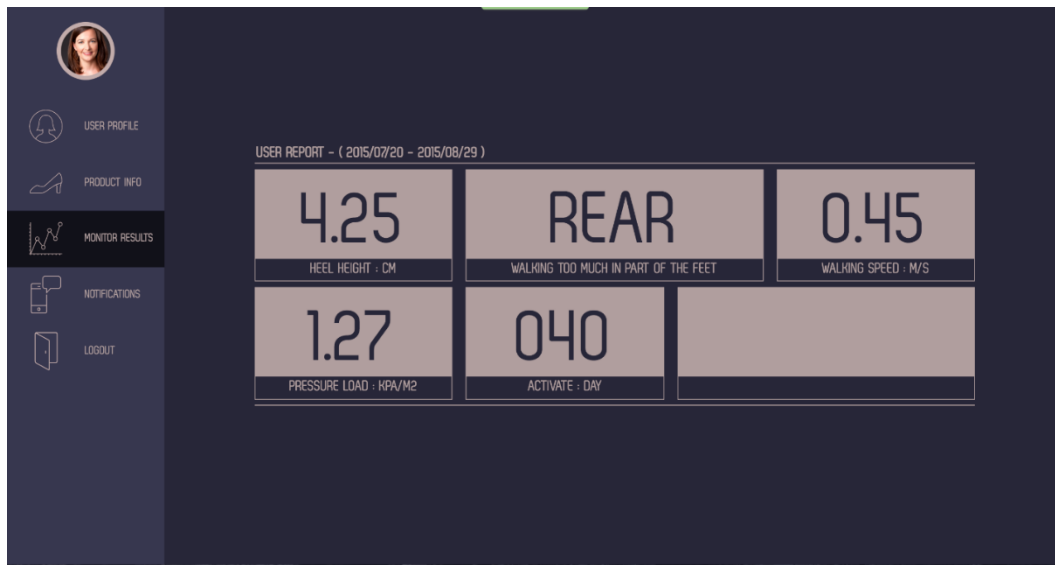 USER PROFILE
PRODUCT INFO
MONITOR RESULTS
NOTIFICATIONS
LOGOUT
USER REPORT - ( 2015/07/20 - 2015/08/29 )
4.25
HEEL HEIGHT : CM
REAR
WALKING TOO MUCH IN PART OF THE FEET
0.45
WALKING SPEED : M/S
1.27
PRESSURE LOAD : KPA/M2
040
ACTIVATE : DAY